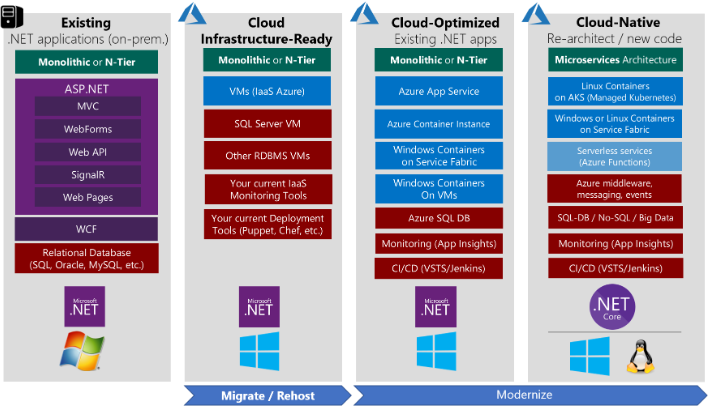 Existing
.NET applications (on-prem.)
Monolithic or N-Tier
ASP.NET
MVC
WebForms
Web API
SignalR
Web Pages
WCF
Relational Database
(SQL, Oracle, MySQL, etc.)
Microsoft
.NET
Cloud
Infrastructure-Ready
Monolithic or N-Tier
VMs (IaaS Azure)
SQL Server VM
Other RDBMS VMs
Your current IaaS
Monitoring Tools
Your current Deployment
Tools (Puppet, Chef, etc.)
Microsoft
.NET
Cloud-Optimized
Existing .NET apps
Monolithic or N-Tier
Azure App Service
Azure Container Instance
Windows Containers
on Service Fabric
Windows Containers
On VMs
Azure SQL DB
Monitoring (App Insights)
CI/CD (VSTS/Jenkins)
Microsoft
.NET
Cloud-Native
Re-architect / new code
Microservices Architecture
Linux Containers
on AKS (Managed Kubernetes)
Windows or Linux Containers
on Service Fabric
Serverless services
(Azure Functions)
Azure middleware,
messaging, events
SQL-DB / No-SQL / Big Data
Monitoring (App Insights)
CI/CD (VSTS/Jenkins)
.NET
Core
Migrate / Rehost
Modernize